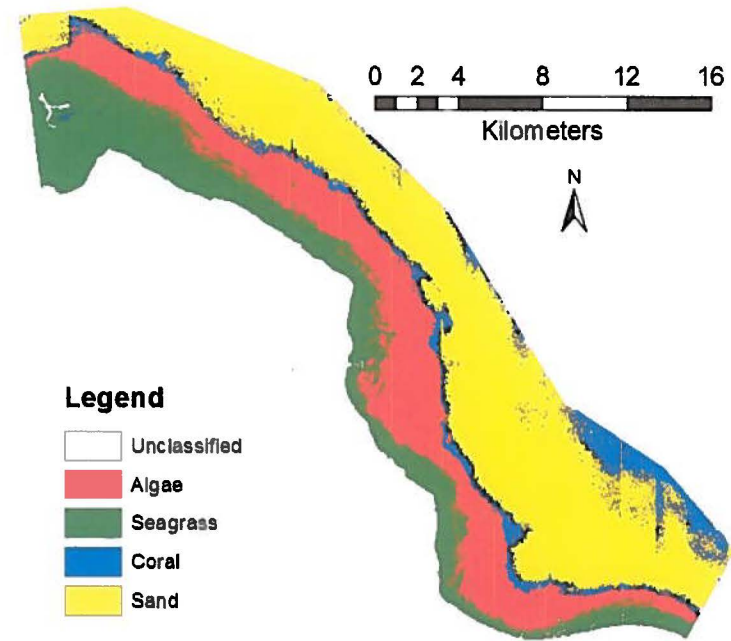 0 2 4 8 12 16
Kilometers
N
Legend
Unclassified
Algae
Seagrass
Coral
Sand